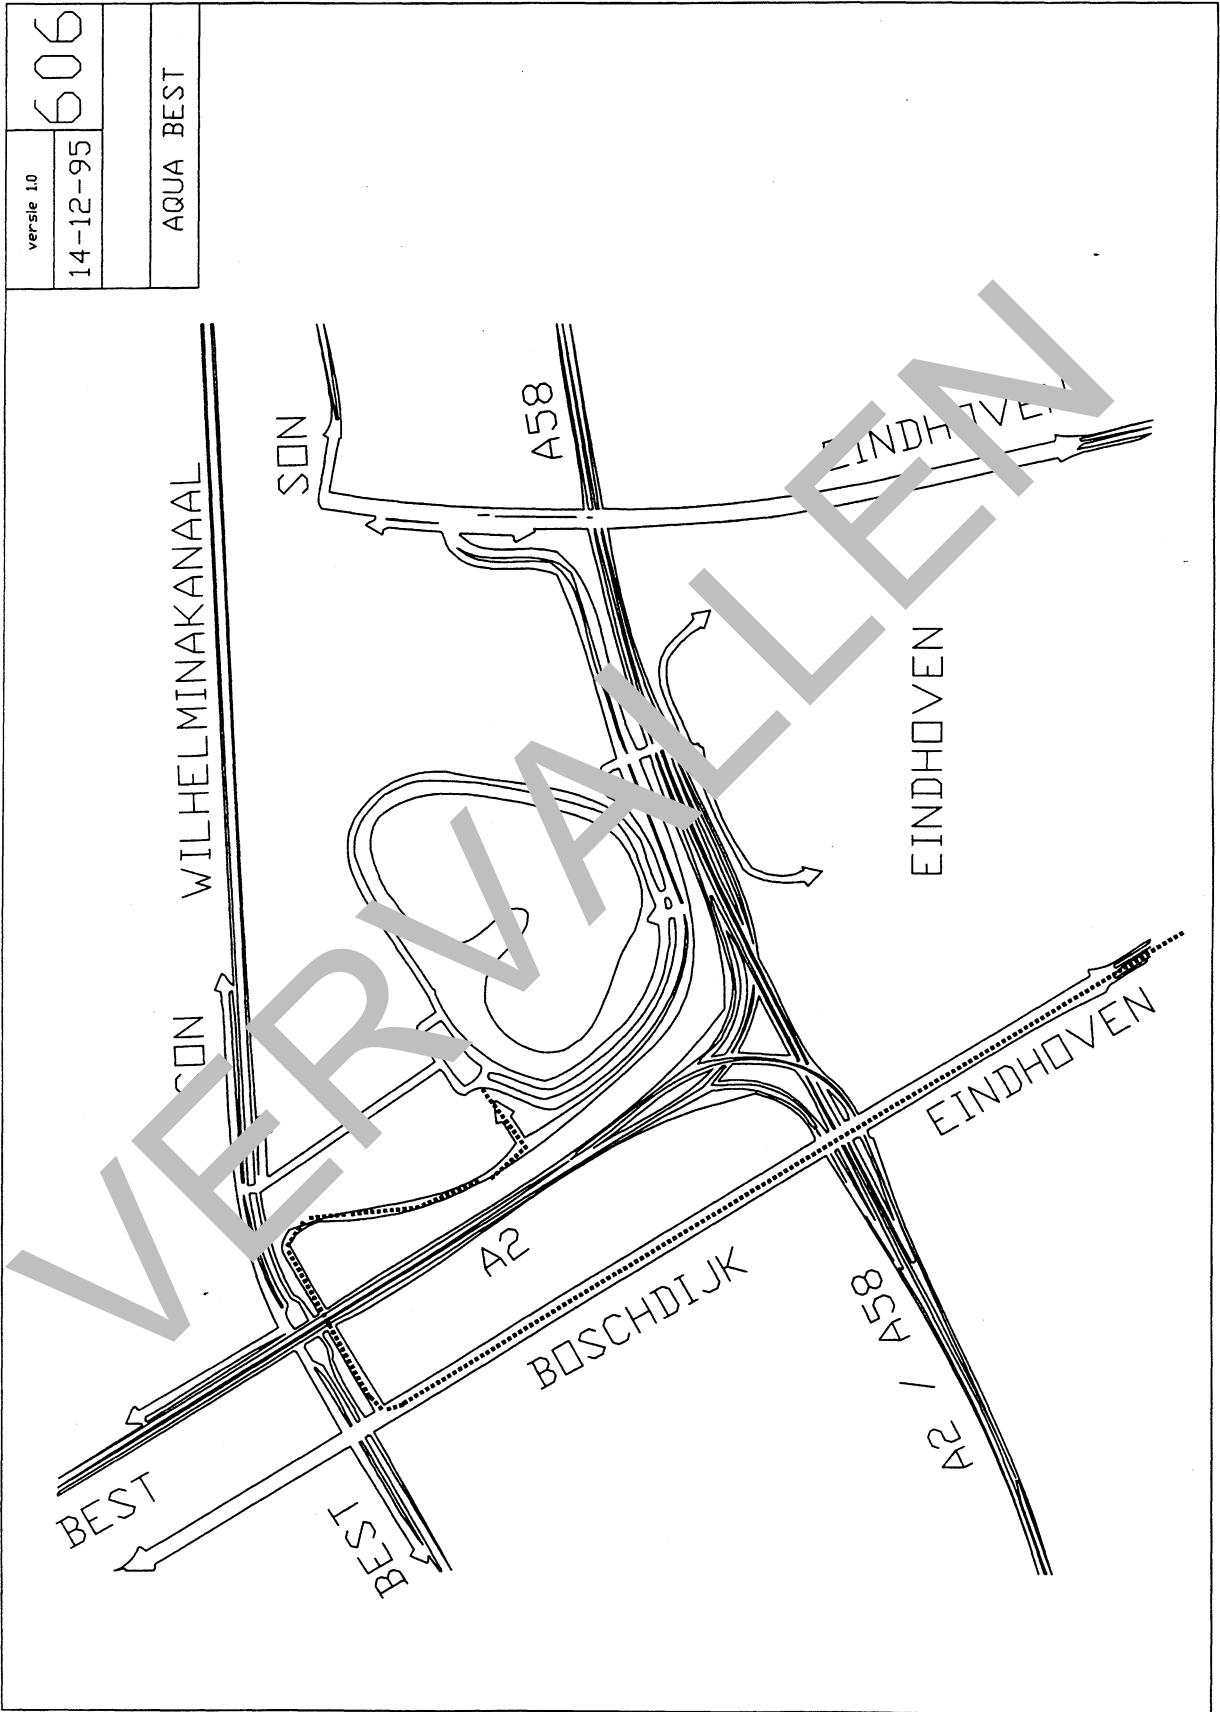 606
versie 1.0
14-12-95
AQUA BEST
WILHELMINAKANAAL
SON
A58
EINDHOVEN
SON
EINDHOVEN
EINDHOVEN
A2
BOSCHDIJK
A2 / A58
BEST
BEST
VERVALLEN